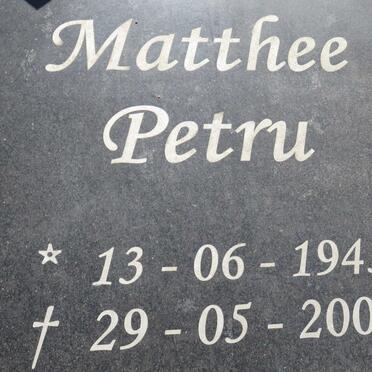 Matthee
Petru
* 13 - 06 - 194
† 29 - 05 - 200